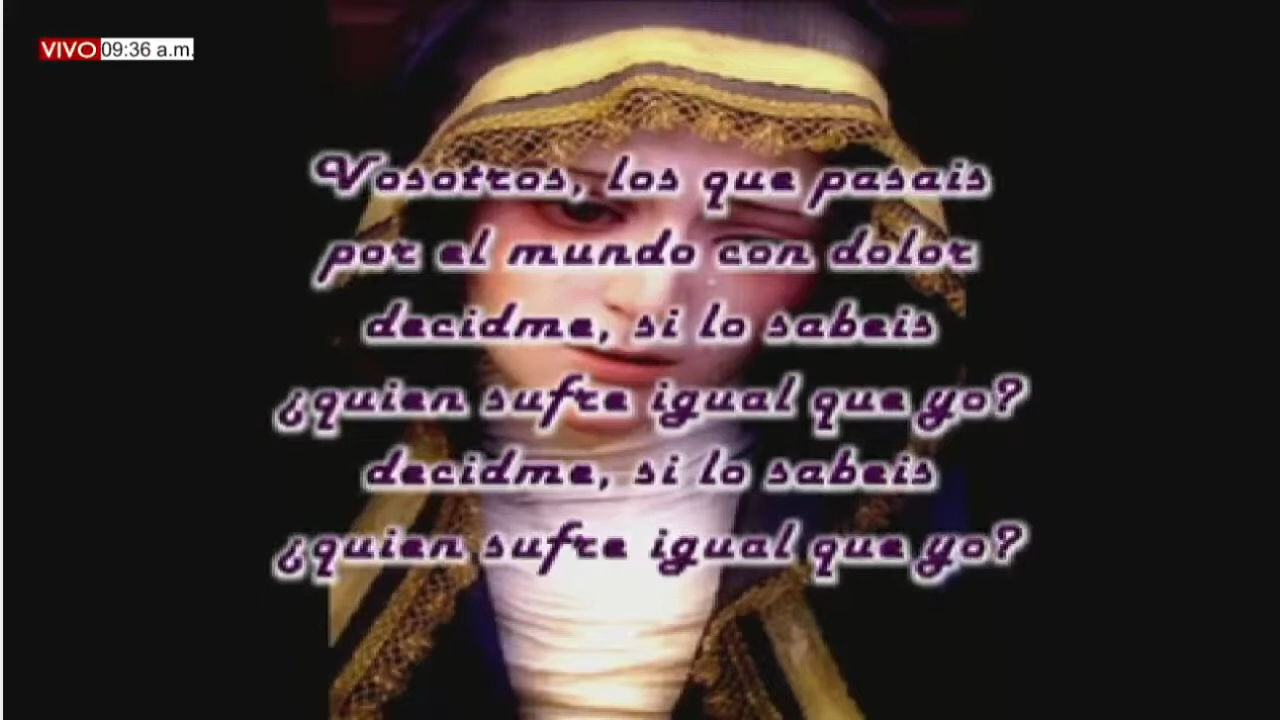 VIVO 09:36 a.m.
Vosotros, los que pasais
por el mundo con dolor
decidme, si lo sabeis
¿quien sufre igual que yo?
decidme, si lo sabeis
¿quien sufre igual que yo?